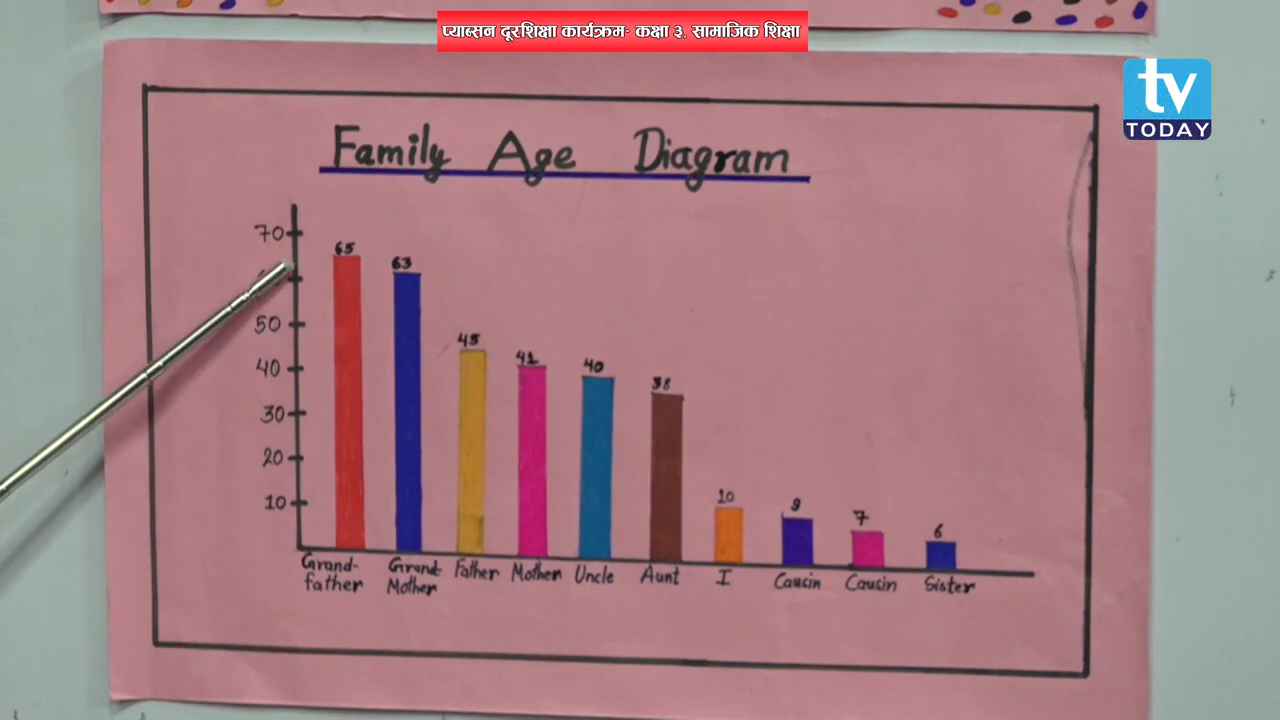 प्याब्सन दूरशिक्षा कार्यक्रम- कक्षा ३, सामाजिक शिक्षा
tv
TODAY
Family Age Diagram
70
50
40
30
20
10
65
63
45
41
40
38
10
9
7
6
Grand-father
Grand Mother
Father
Mother
Uncle
Aunt
I
Causin
Causin
Sister